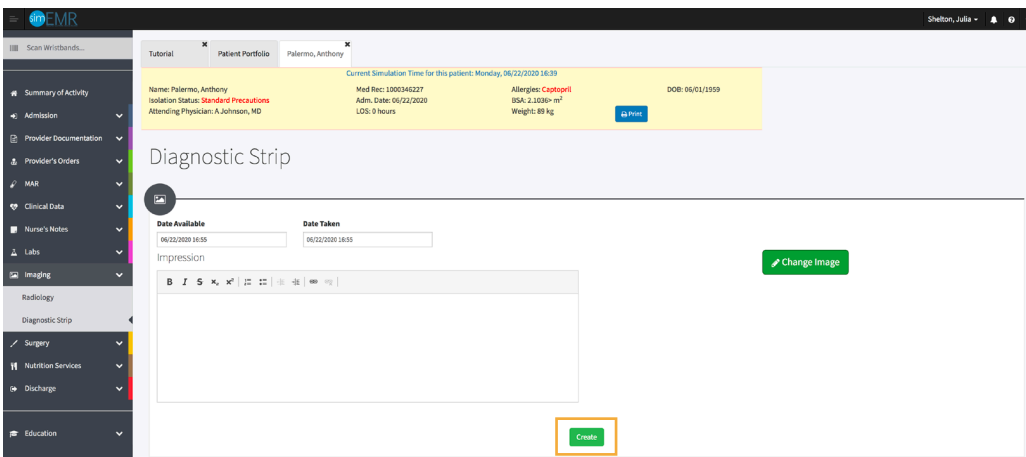 simEMR
Shelton, Julia
Scan Wristbands...
Summary of Activity
Admission
Provider Documentation
Provider's Orders
MAR
Clinical Data
Nurse's Notes
Labs
Imaging
Radiology
Diagnostic Strip
Surgery
Nutrition Services
Discharge
Education
Tutorial
Patient Portfolio
Palermo, Anthony
Current Simulation Time for this patient: Monday, 06/22/2020 16:39
Name: Palermo, Anthony Med Rec: 1000346227 Allergies: Captopril DOB: 06/01/1959
Isolation Status: Standard Precautions Adm. Date: 06/22/2020 BSA: 2.1036> m²
Attending Physician: A Johnson, MD LOS: 0 hours Weight: 89 kg
Print
Diagnostic Strip
Date Available Date Taken
06/22/2020 16:55 06/22/2020 16:55
Impression
B I S x₂ x²
Change Image
Create